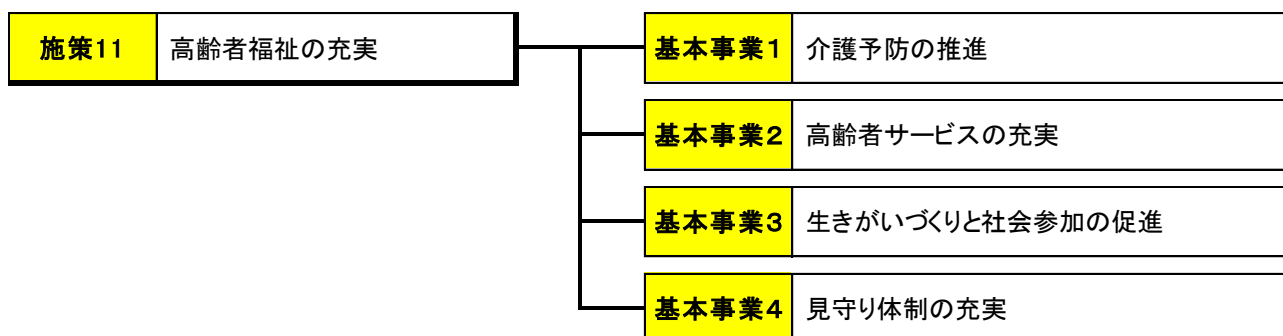 施策11 高齢者福祉の充実
基本事業1 介護予防の推進
基本事業2 高齢者サービスの充実
基本事業3 生きがいづくりと社会参加の促進
基本事業4 見守り体制の充実